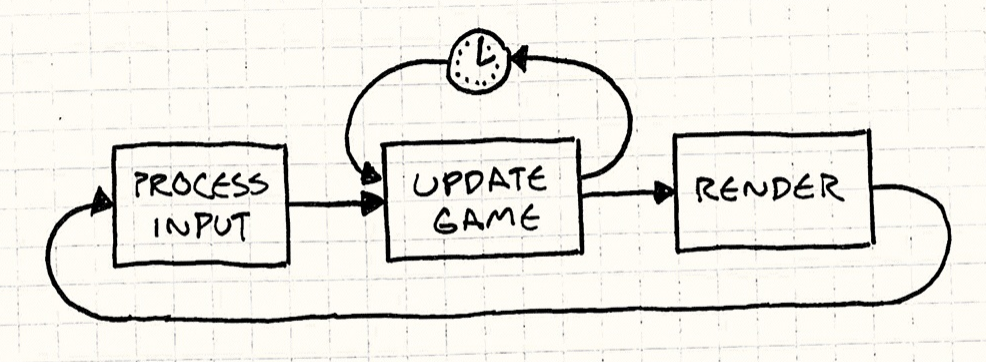 PROCESS
INPUT
UPDATE
GAME
RENDER